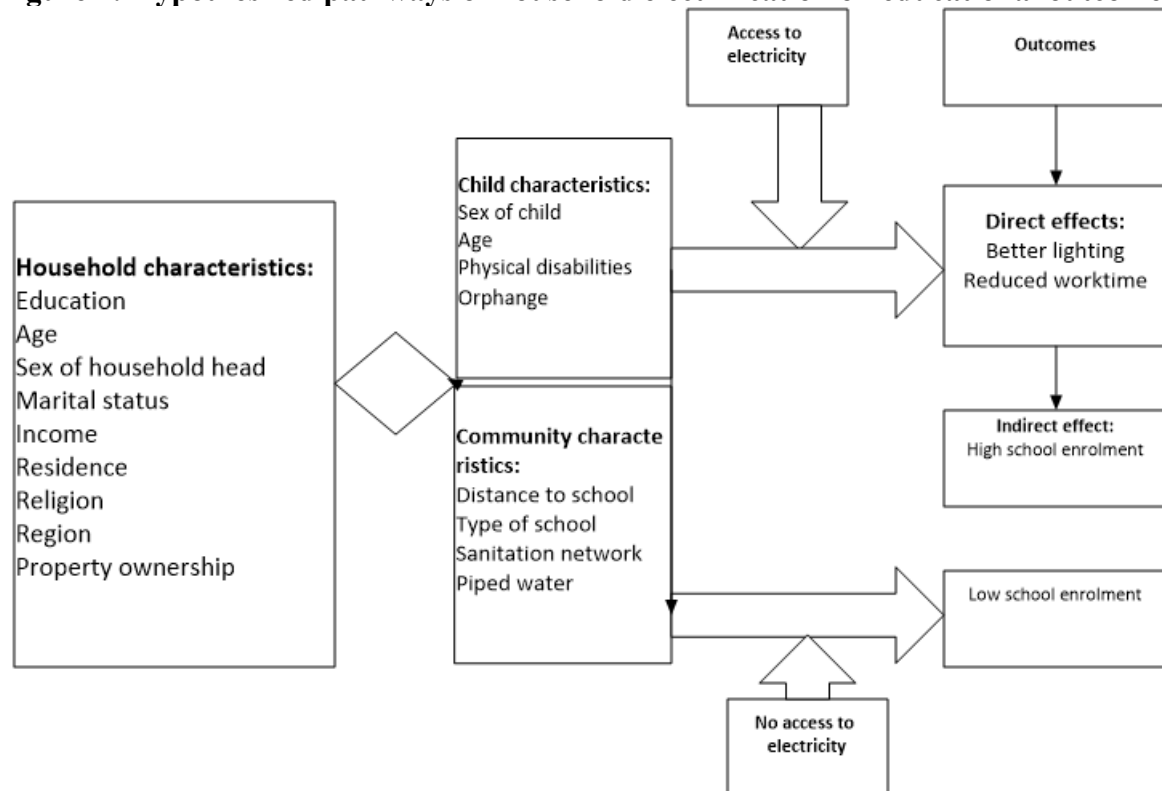 Access to
electricity
Outcomes
Child characteristics:
Sex of child
Age
Physical disabilities
Orphange
Direct effects:
Better lighting
Reduced worktime
Household characteristics:
Education
Age
Sex of household head
Marital status
Income
Residence
Religion
Region
Property ownership
Indirect effect:
High school enrolment
Community characte
ristics:
Distance to school
Type of school
Sanitation network
Piped water
Low school enrolment
No access to
electricity